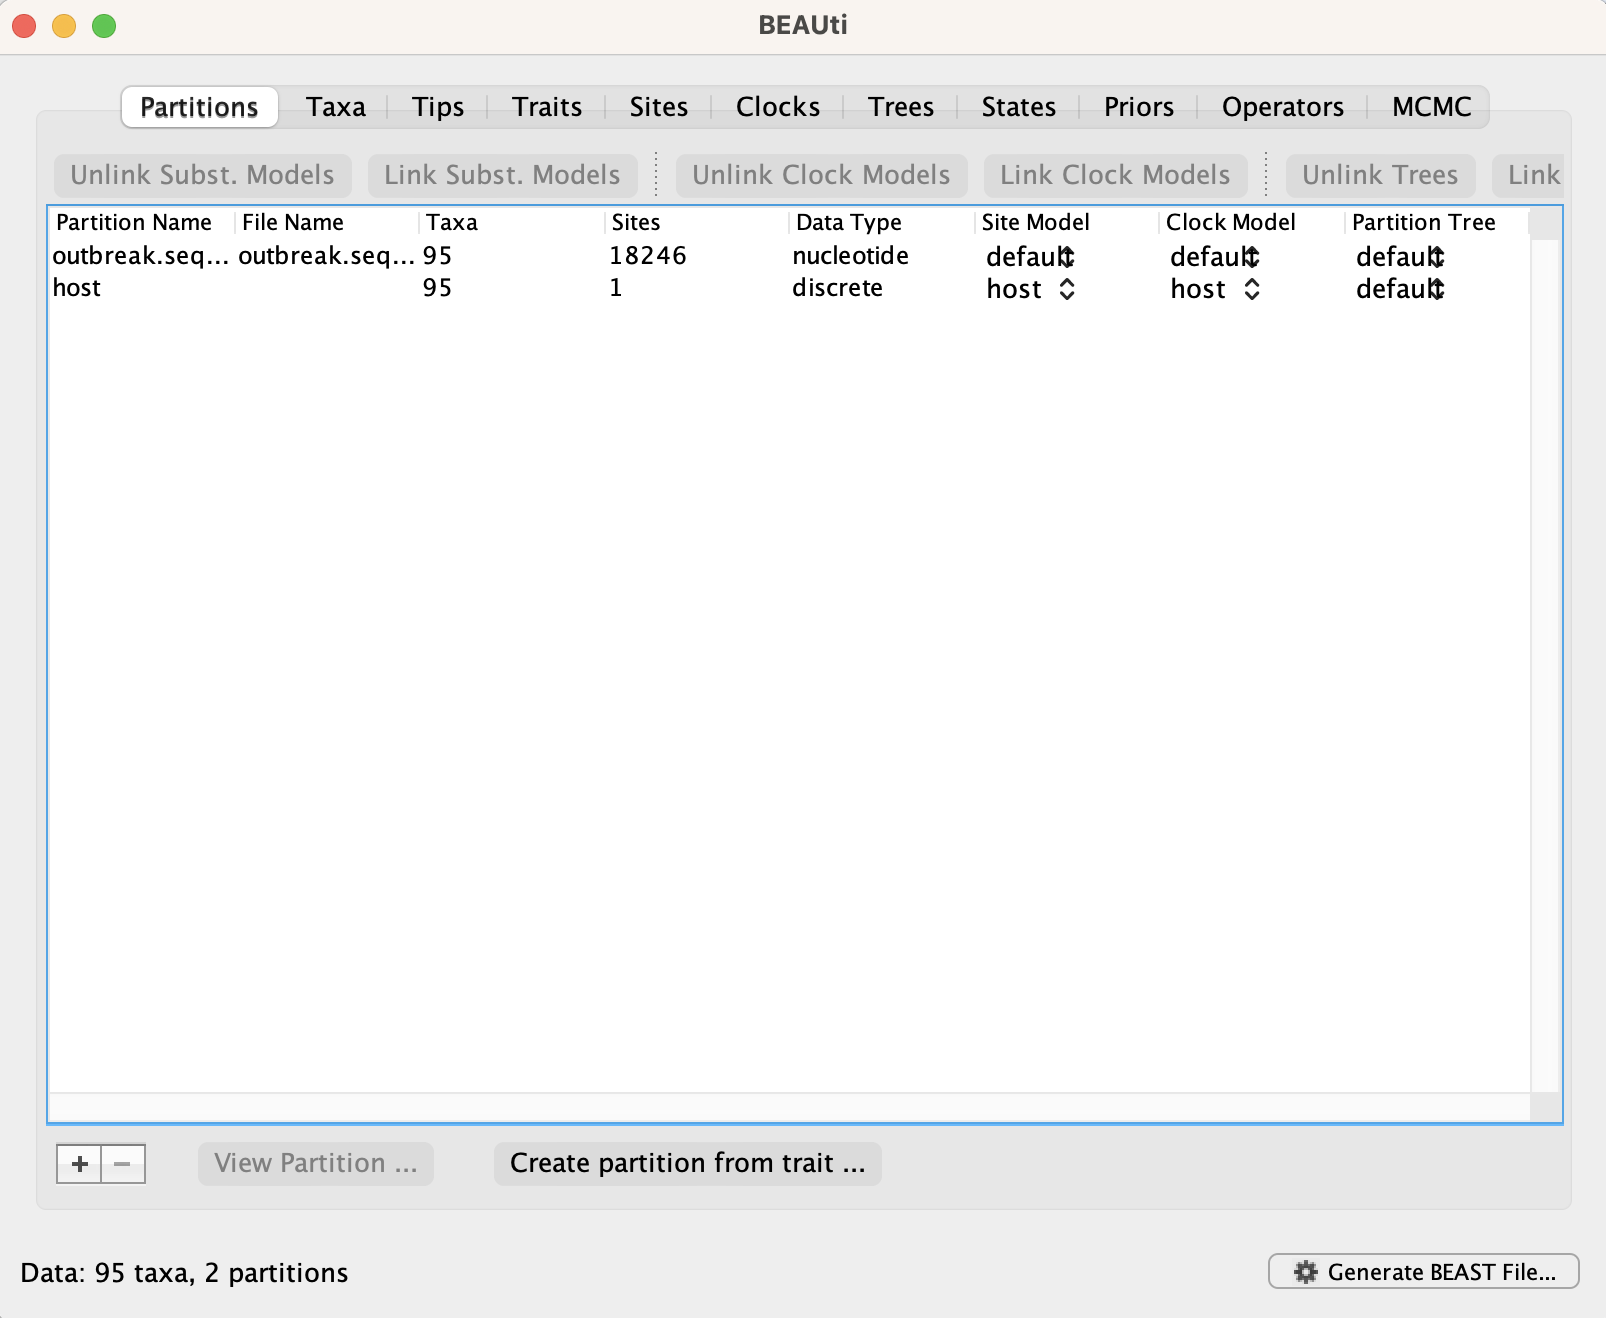 BEAUti
Partitions Taxa Tips Traits Sites Clocks Trees States Priors Operators MCMC
Unlink Subst. Models Link Subst. Models Unlink Clock Models Link Clock Models Unlink Trees Link
Partition Name File Name Taxa Sites Data Type Site Model Clock Model Partition Tree
outbreak.seq... outbreak.seq... 95 18246 nucleotide default default default
host 95 1 discrete host host default
+ − View Partition ... Create partition from trait ...
Data: 95 taxa, 2 partitions Generate BEAST File...